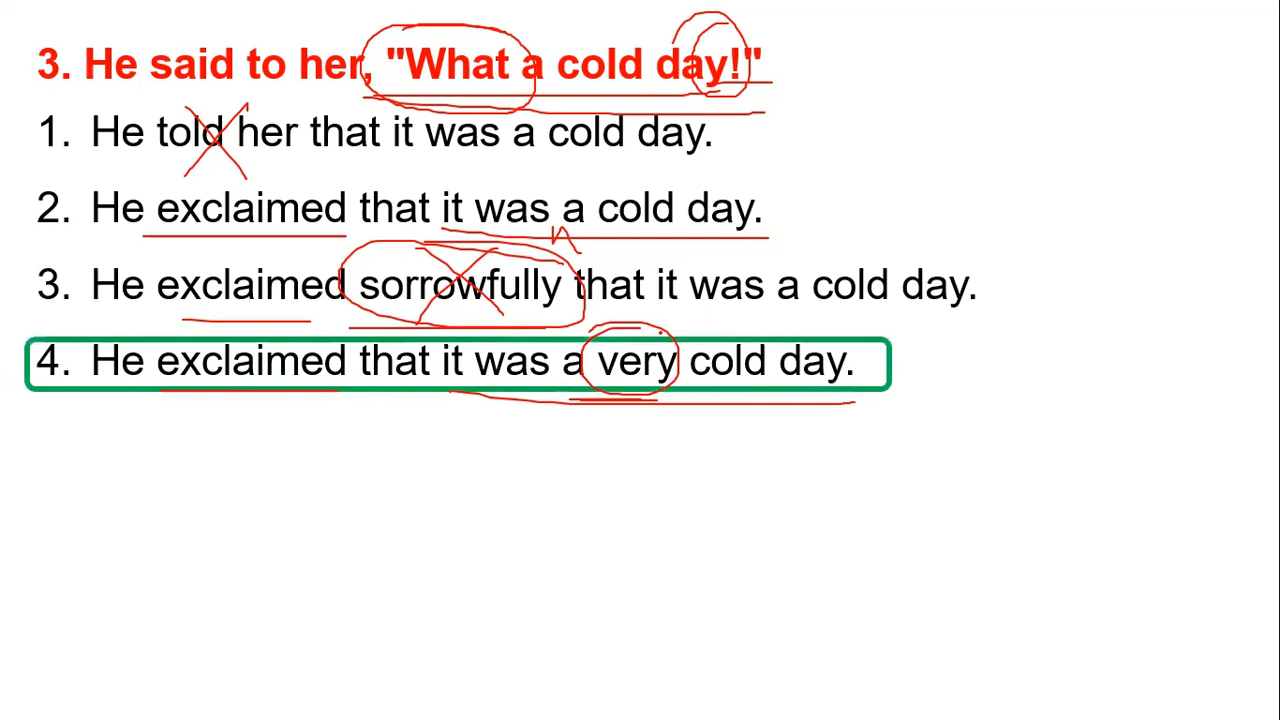 3. He said to her, "What a cold day!"
1. He told her that it was a cold day.
2. He exclaimed that it was a cold day.
3. He exclaimed sorrowfully that it was a cold day.
4. He exclaimed that it was a very cold day.